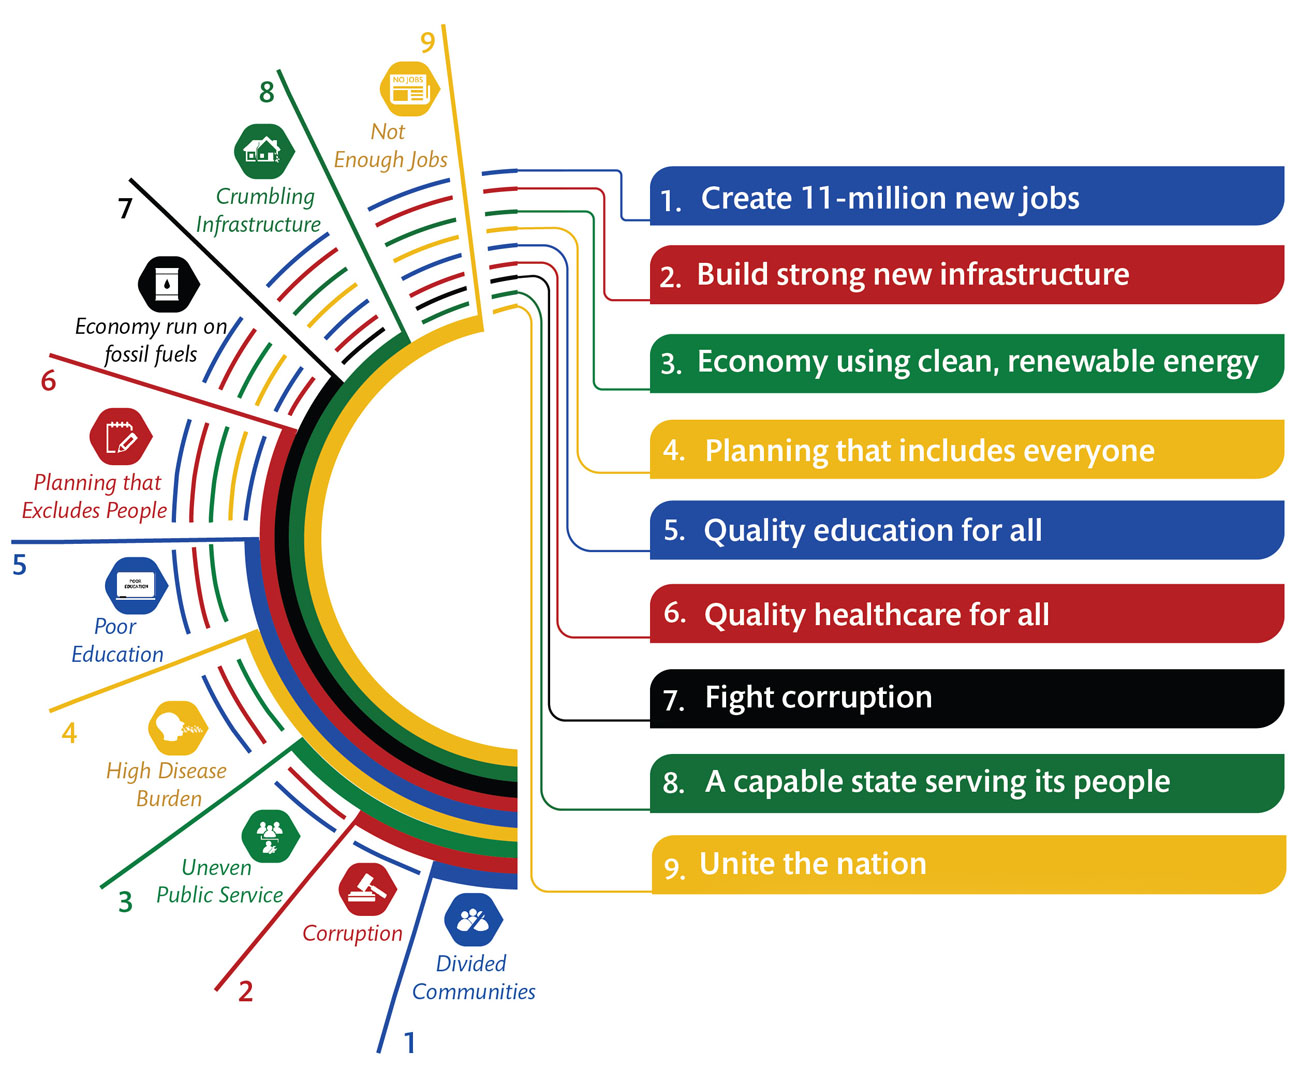 9
NO JOBS
Not
Enough Jobs
8
Crumbling
Infrastructure
7
Economy run on
fossil fuels
6
Planning that
Excludes People
5
POOR
EDUCATION
Poor
Education
4
High Disease
Burden
3
Uneven
Public Service
2
Corruption
1
Divided
Communities
1. Create 11-million new jobs
2. Build strong new infrastructure
3. Economy using clean, renewable energy
4. Planning that includes everyone
5. Quality education for all
6. Quality healthcare for all
7. Fight corruption
8. A capable state serving its people
9. Unite the nation